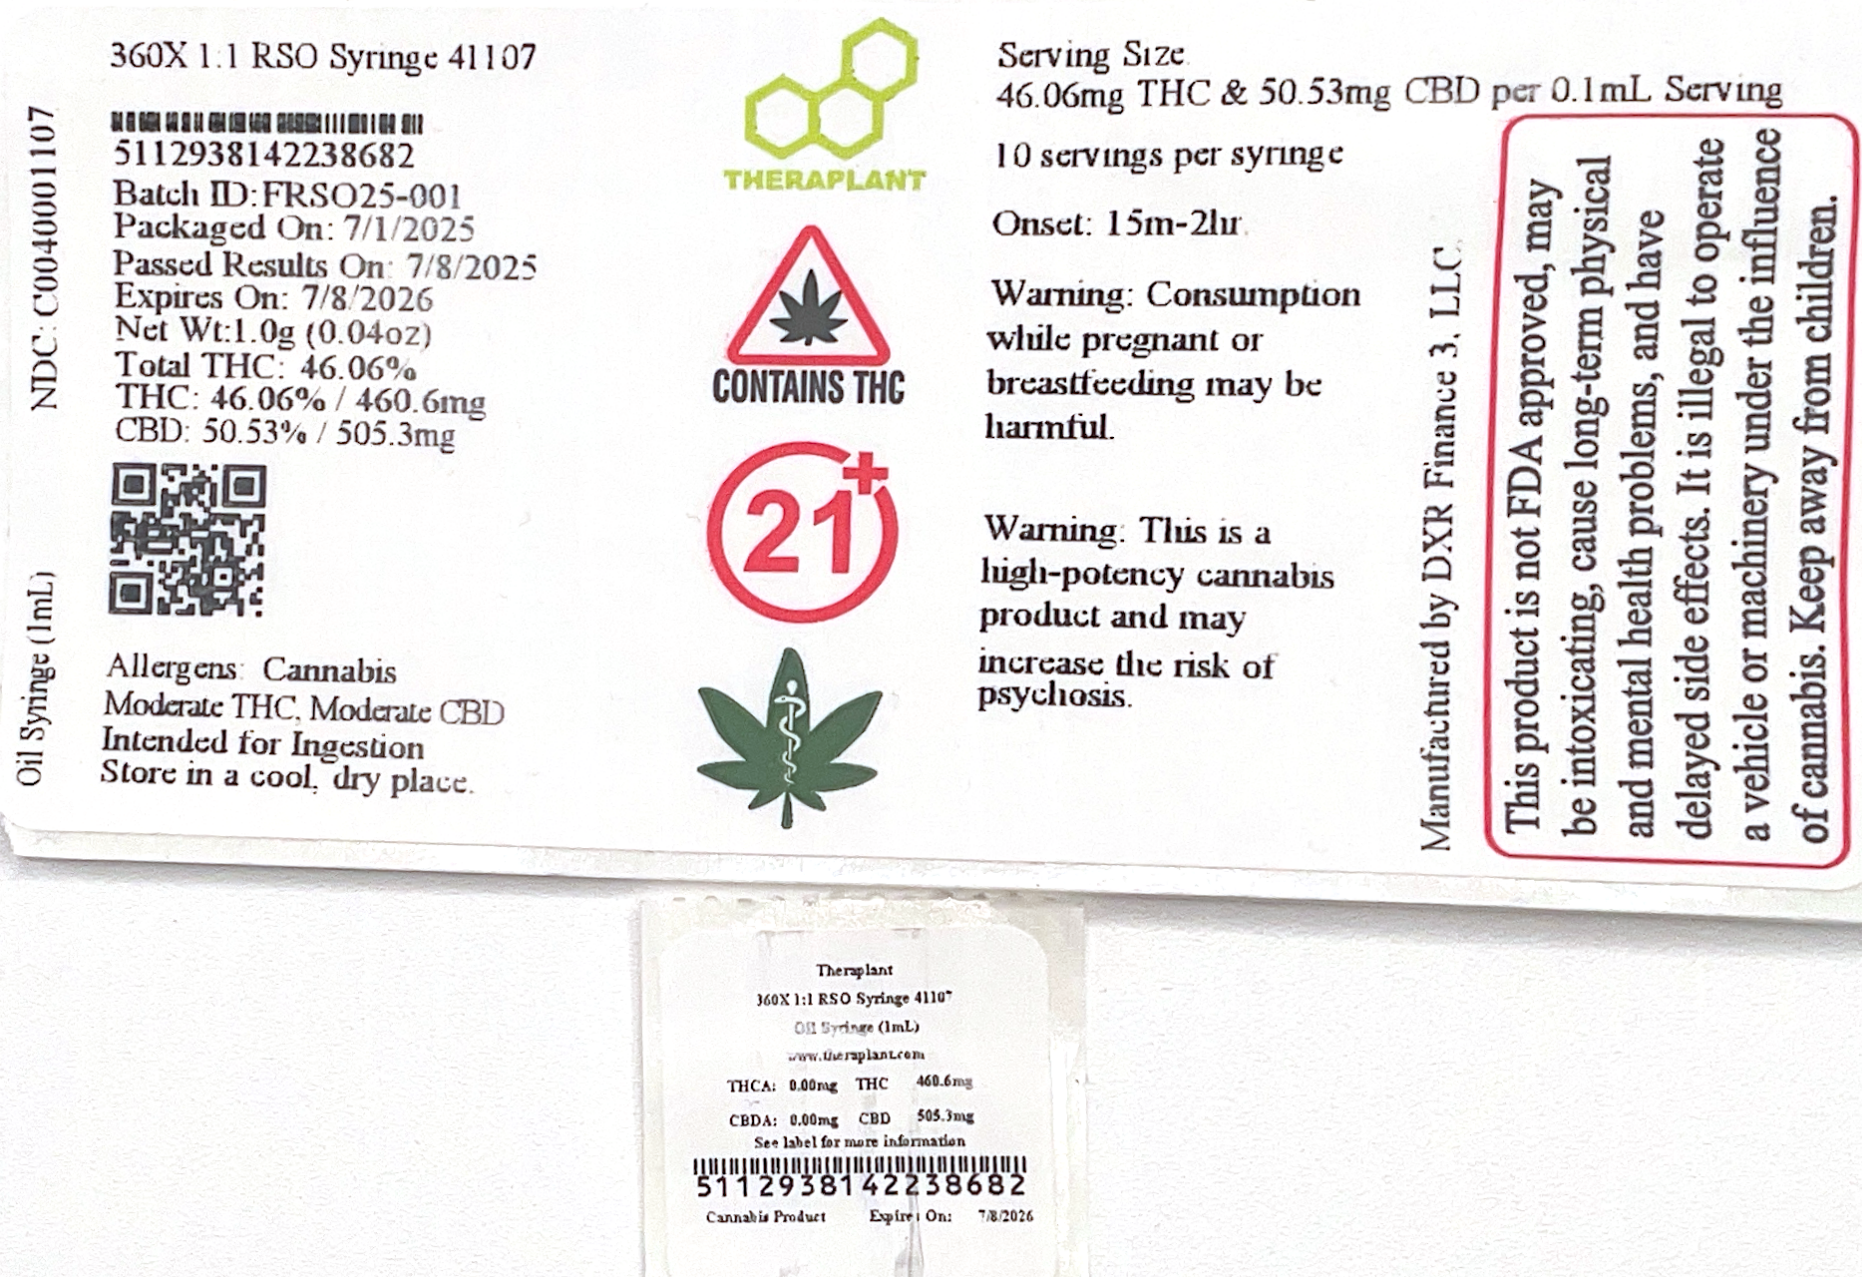 360X 1:1 RSO Syringe 41107
5112938142238682
Batch ID: FRSO25-001
Packaged On: 7/1/2025
Passed Results On: 7/8/2025
Expires On: 7/8/2026
Net Wt:1.0g (0.04oz)
Total THC: 46.06%
THC: 46.06% / 460.6mg
CBD: 50.53% / 505.3mg
Allergens: Cannabis
Moderate THC, Moderate CBD
Intended for Ingestion
Store in a cool, dry place.
NDC: C0040001107
Oil Syringe (1mL)
THERAPLANT
CONTAINS THC
21+
Serving Size
46.06mg THC & 50.53mg CBD per 0.1mL Serving
10 servings per syringe
Onset: 15m-2hr.
Warning: Consumption
while pregnant or
breastfeeding may be
harmful.
Warning: This is a
high-potency cannabis
product and may
increase the risk of
psychosis.
Manufactured by DXR Finance 3, LLC.
This product is not FDA approved, may
be intoxicating, cause long-term physical
and mental health problems, and have
delayed side effects. It is illegal to operate
a vehicle or machinery under the influence
of cannabis. Keep away from children.
Theraplant
360X 1:1 RSO Syringe 41107
Oil Syringe (1mL)
www.theraplant.com
THCA: 0.00mg THC 460.6mg
CBDA: 0.00mg CBD 505.3mg
See label for more information
5112938142238682
Cannabis Product Expires On: 7/8/2026